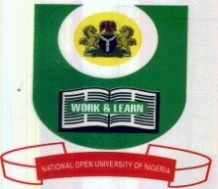 WORK & LEARN
NATIONAL OPEN UNIVERSITY OF NIGERIA